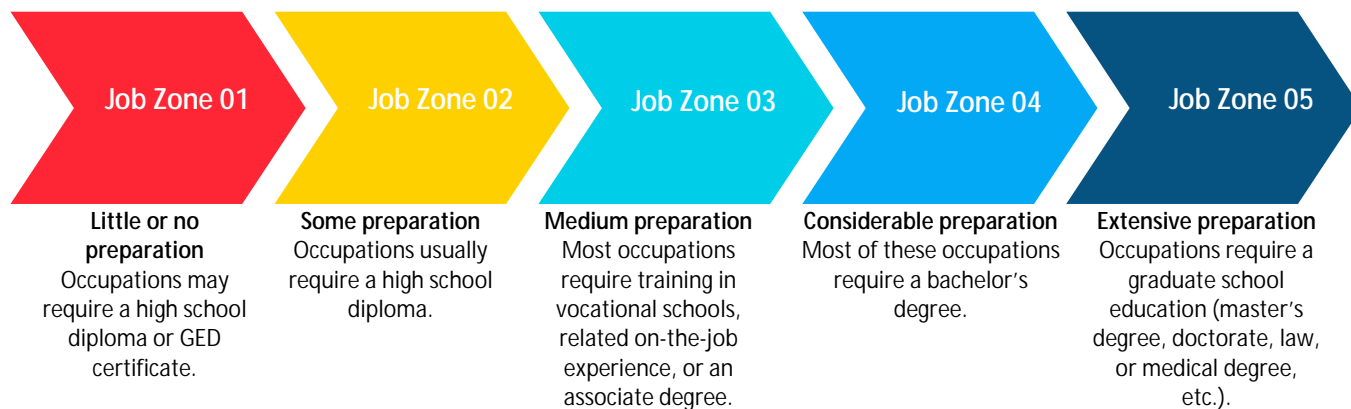 Job Zone 01
Little or no
preparation
Occupations may
require a high school
diploma or GED
certificate.
Job Zone 02
Some preparation
Occupations usually
require a high school
diploma.
Job Zone 03
Medium preparation
Most occupations
require training in
vocational schools,
related on-the-job
experience, or an
associate degree.
Job Zone 04
Considerable preparation
Most of these occupations
require a bachelor's
degree.
Job Zone 05
Extensive preparation
Occupations require a
graduate school
education (master's
degree, doctorate, law,
or medical degree,
etc.).